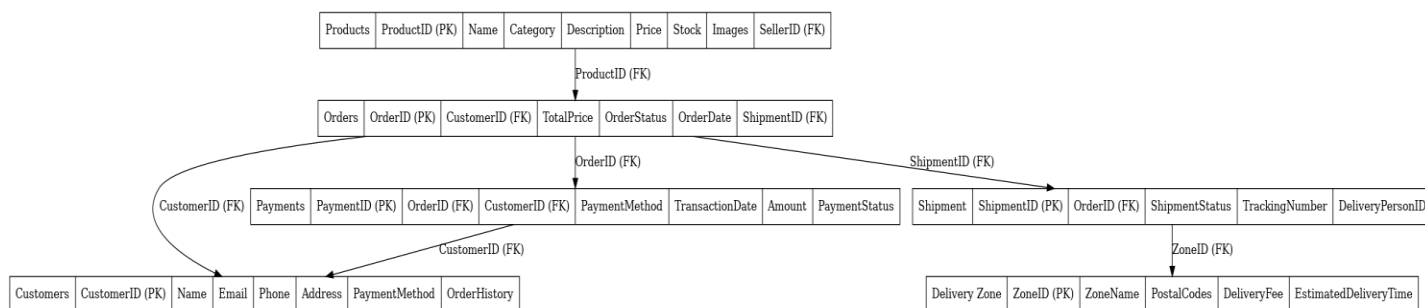 Products ProductID (PK) Name Category Description Price Stock Images SellerID (FK)
ProductID (FK)
Orders OrderID (PK) CustomerID (FK) TotalPrice OrderStatus OrderDate ShipmentID (FK)
OrderID (FK)
ShipmentID (FK)
CustomerID (FK)
Payments PaymentID (PK) OrderID (FK) CustomerID (FK) PaymentMethod TransactionDate Amount PaymentStatus
Shipment ShipmentID (PK) OrderID (FK) ShipmentStatus TrackingNumber DeliveryPersonID
CustomerID (FK)
ZoneID (FK)
Customers CustomerID (PK) Name Email Phone Address PaymentMethod OrderHistory
Delivery Zone ZoneID (PK) ZoneName PostalCodes DeliveryFee EstimatedDeliveryTime